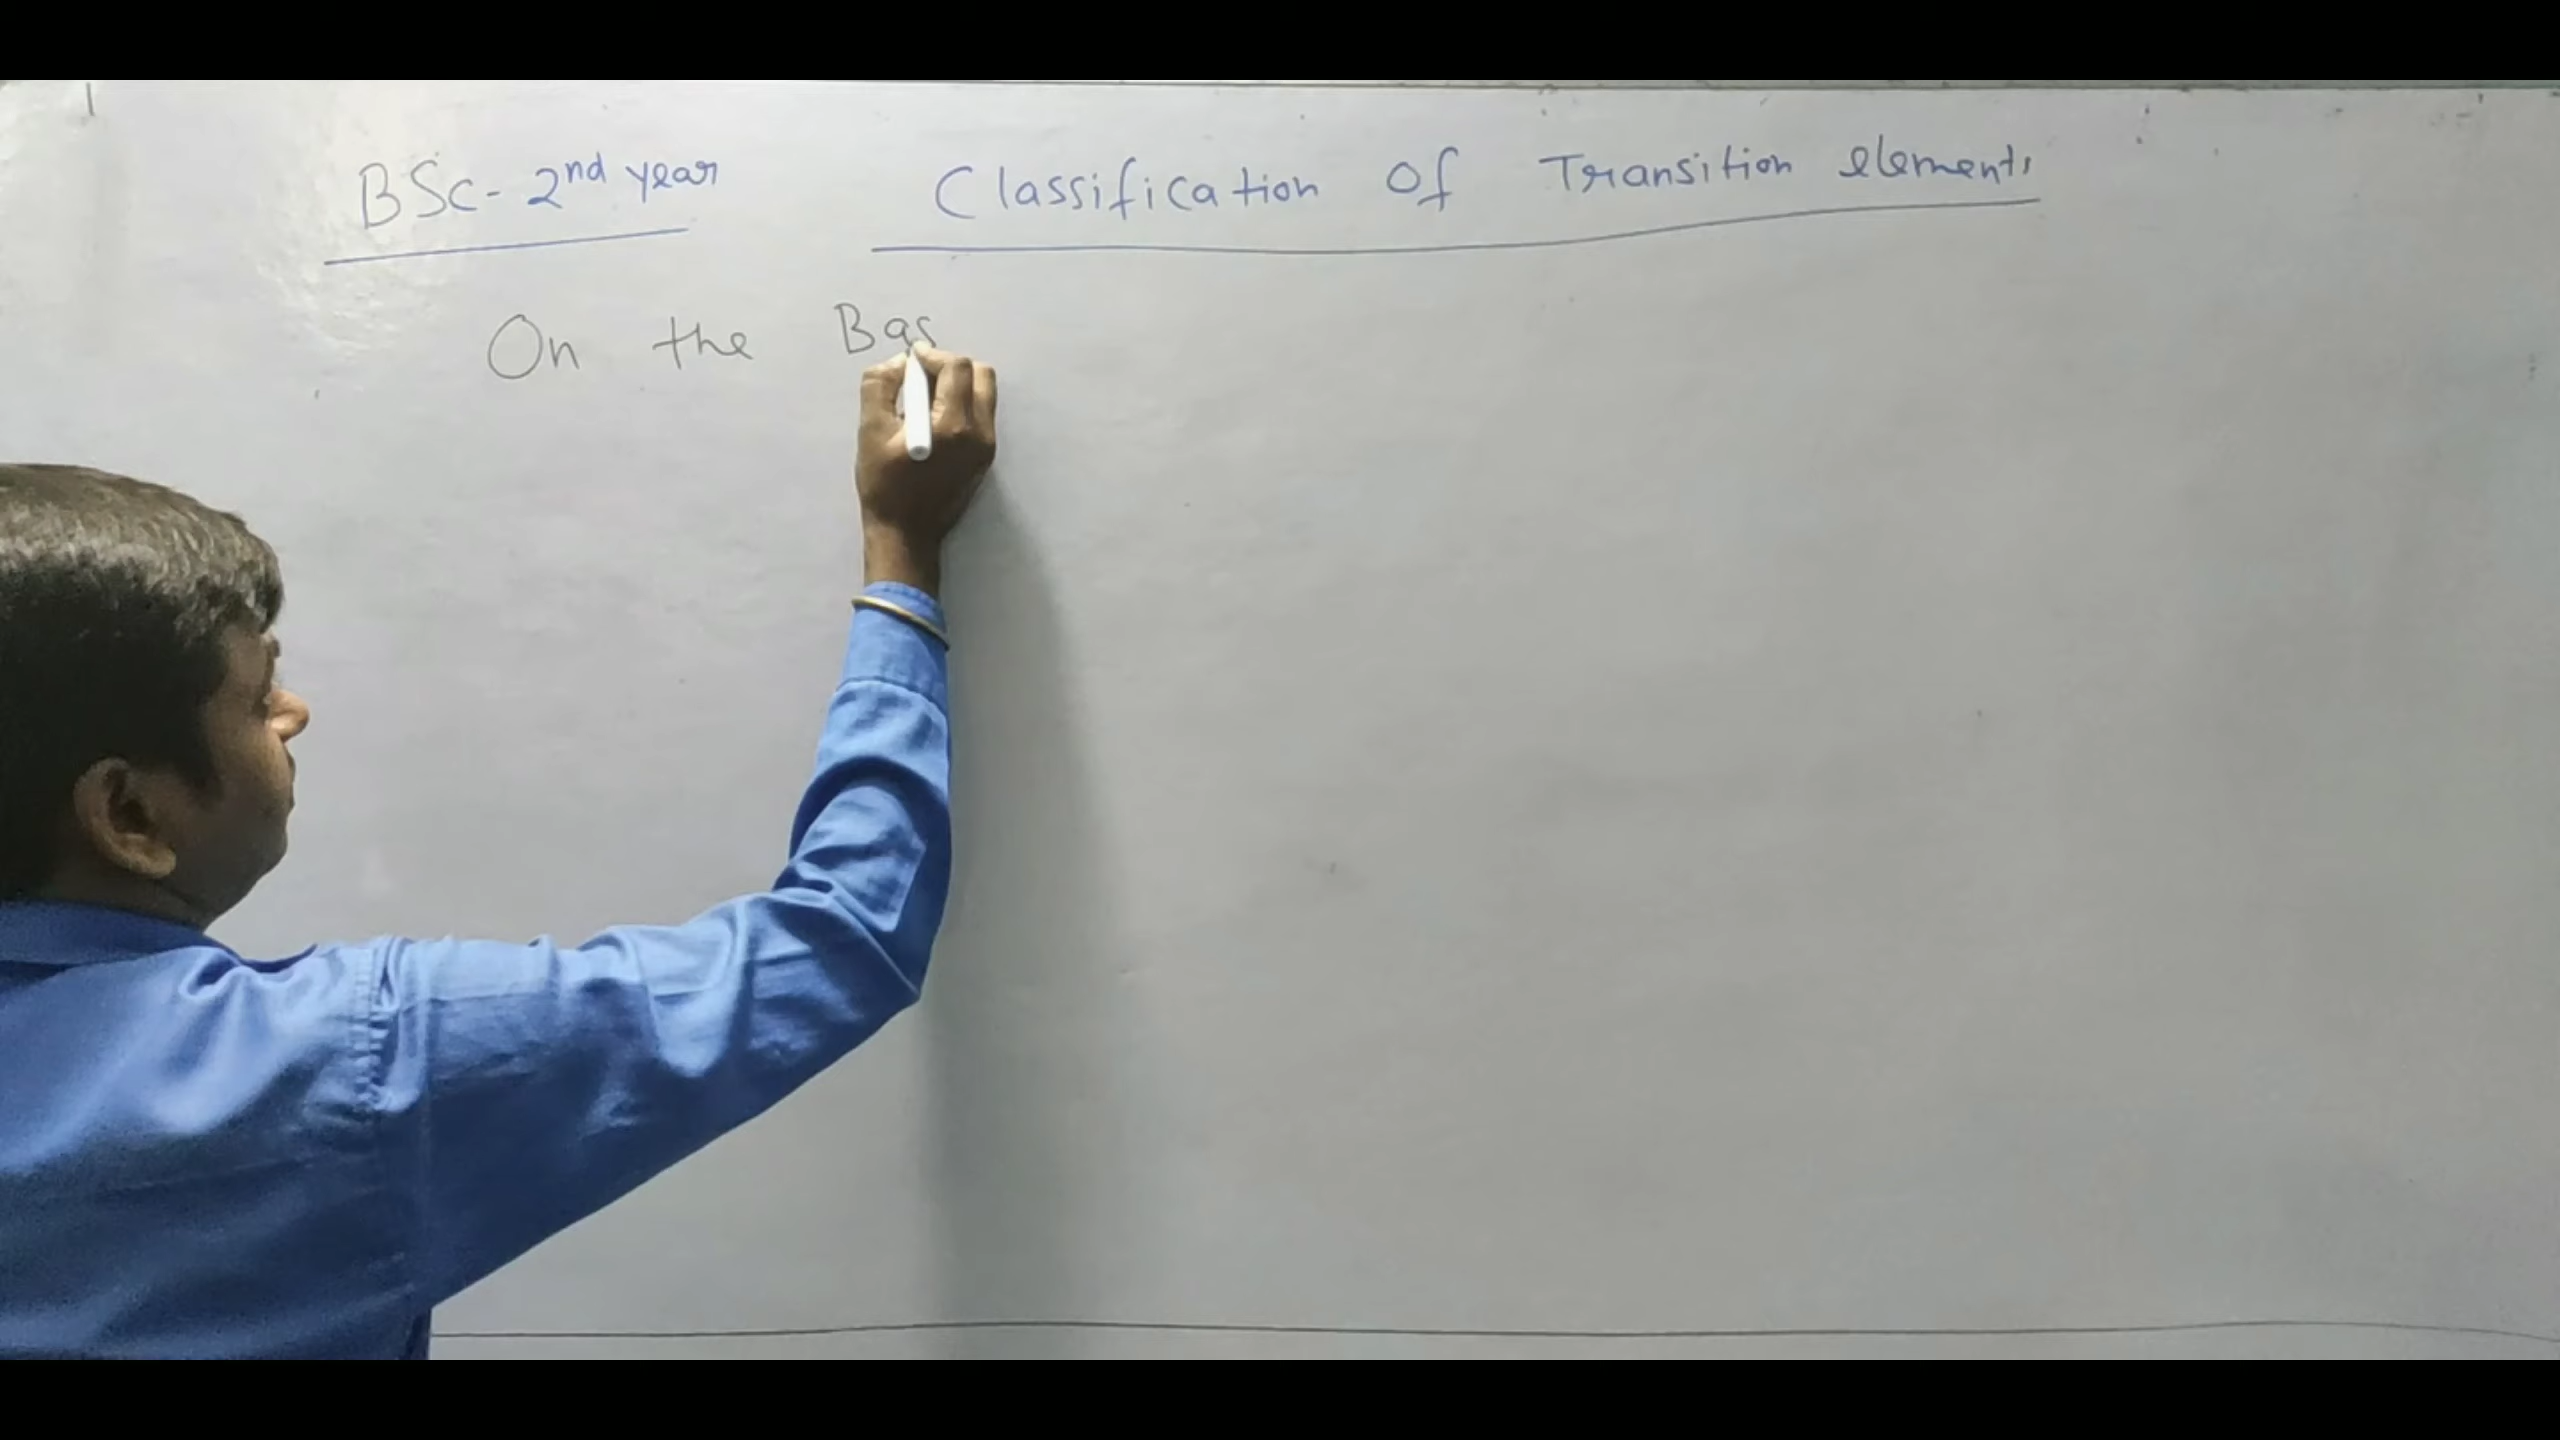 BSc- 2nd year Classification Of Transition elements
On the Bas